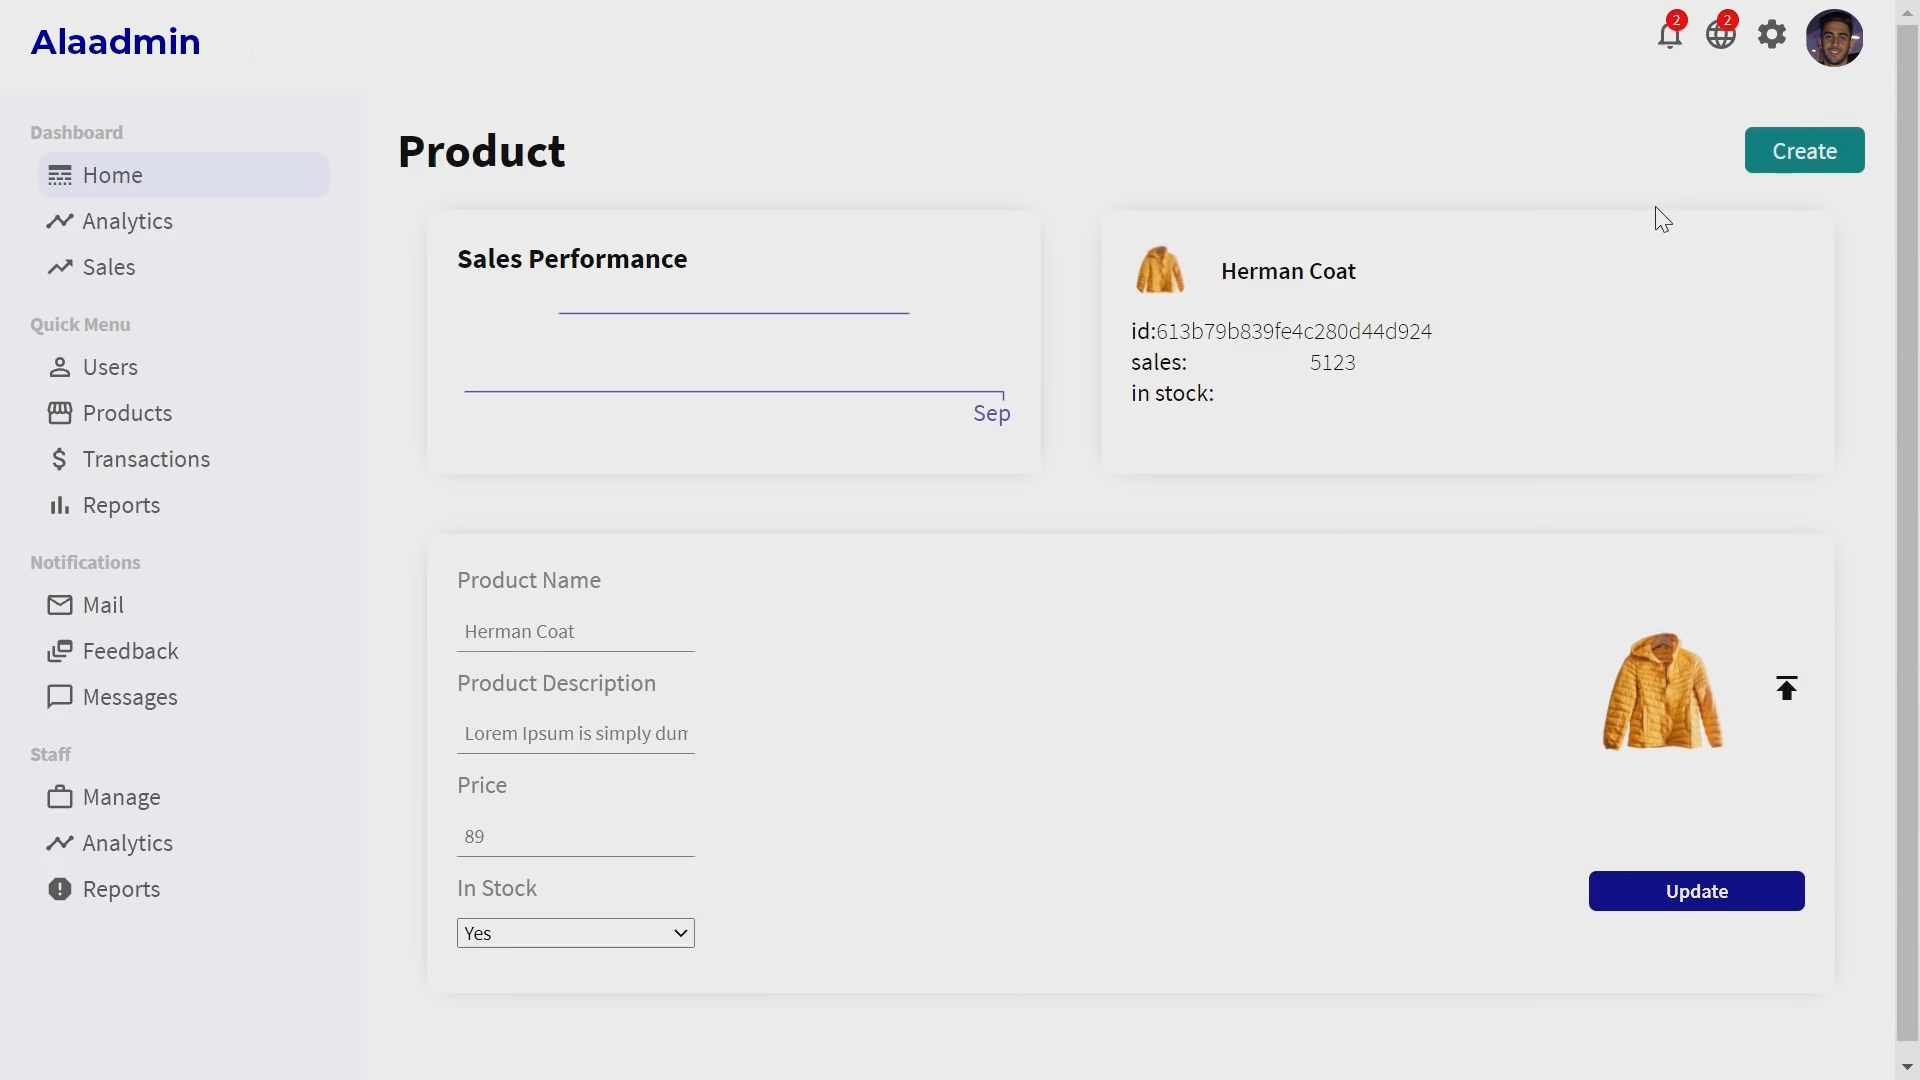 Alaadmin
2
2
Dashboard
Home
Analytics
Sales
Quick Menu
Users
Products
Transactions
Reports
Notifications
Mail
Feedback
Messages
Staff
Manage
Analytics
Reports
Product
Create
Sales Performance
Sep
Herman Coat
id:613b79b839fe4c280d44d924
sales: 5123
in stock:
Product Name
Herman Coat
Product Description
Lorem Ipsum is simply dum
Price
89
In Stock
Yes
Update